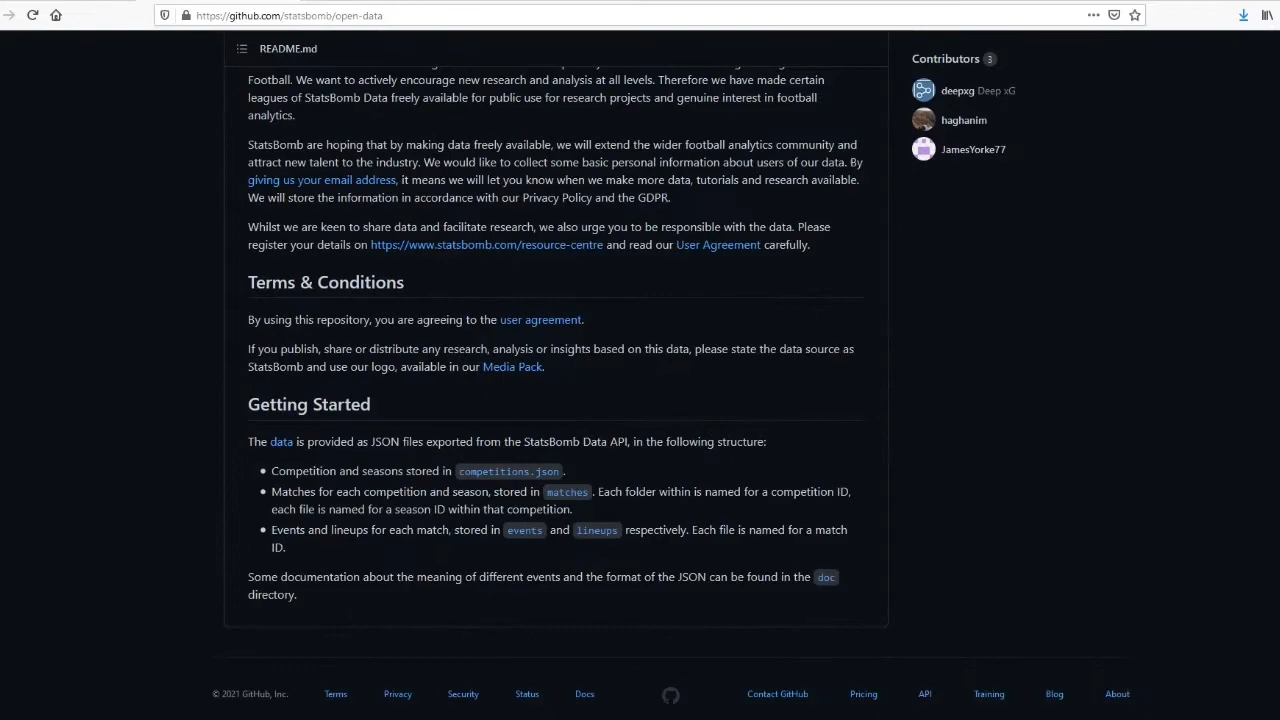 https://github.com/statsbomb/open-data
README.md
Football. We want to actively encourage new research and analysis at all levels. Therefore we have made certain
leagues of StatsBomb Data freely available for public use for research projects and genuine interest in football
analytics.
StatsBomb are hoping that by making data freely available, we will extend the wider football analytics community and
attract new talent to the industry. We would like to collect some basic personal information about users of our data. By
giving us your email address, it means we will let you know when we make more data, tutorials and research available.
We will store the information in accordance with our Privacy Policy and the GDPR.
Whilst we are keen to share data and facilitate research, we also urge you to be responsible with the data. Please
register your details on https://www.statsbomb.com/resource-centre and read our User Agreement carefully.
Terms & Conditions
By using this repository, you are agreeing to the user agreement.
If you publish, share or distribute any research, analysis or insights based on this data, please state the data source as
StatsBomb and use our logo, available in our Media Pack.
Getting Started
The data is provided as JSON files exported from the StatsBomb Data API, in the following structure:
• Competition and seasons stored in competitions.json.
• Matches for each competition and season, stored in matches. Each folder within is named for a competition ID,
each file is named for a season ID within that competition.
• Events and lineups for each match, stored in events and lineups respectively. Each file is named for a match
ID.
Some documentation about the meaning of different events and the format of the JSON can be found in the doc
directory.
Contributors 3
deepxg Deep xG
haghanim
JamesYorke77
© 2021 GitHub, Inc. Terms Privacy Security Status Docs Contact GitHub Pricing API Training Blog About